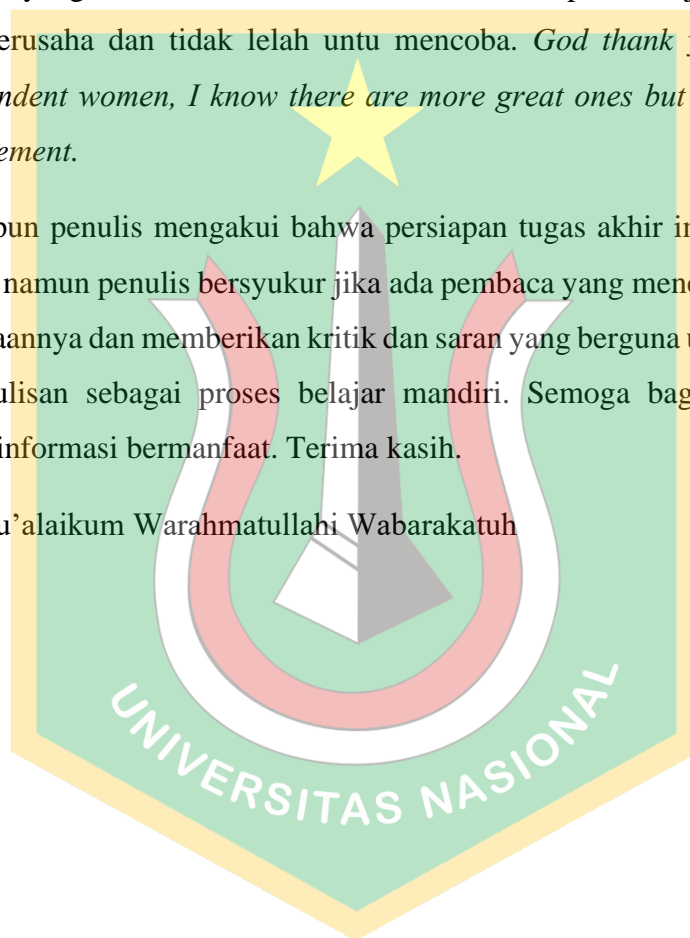 erusaha dan tidak lelah untu mencoba. God thank
ndent women, I know there are more great ones but
ement.
pun penulis mengakui bahwa persiapan tugas akhir in
namun penulis bersyukur jika ada pembaca yang mene
aannya dan memberikan kritik dan saran yang berguna u
ulisan sebagai proses belajar mandiri. Semoga bag
informasi bermanfaat. Terima kasih.
u’alaikum Warahmatullahi Wabarakatuh
UNIVERSITAS NASIONAL